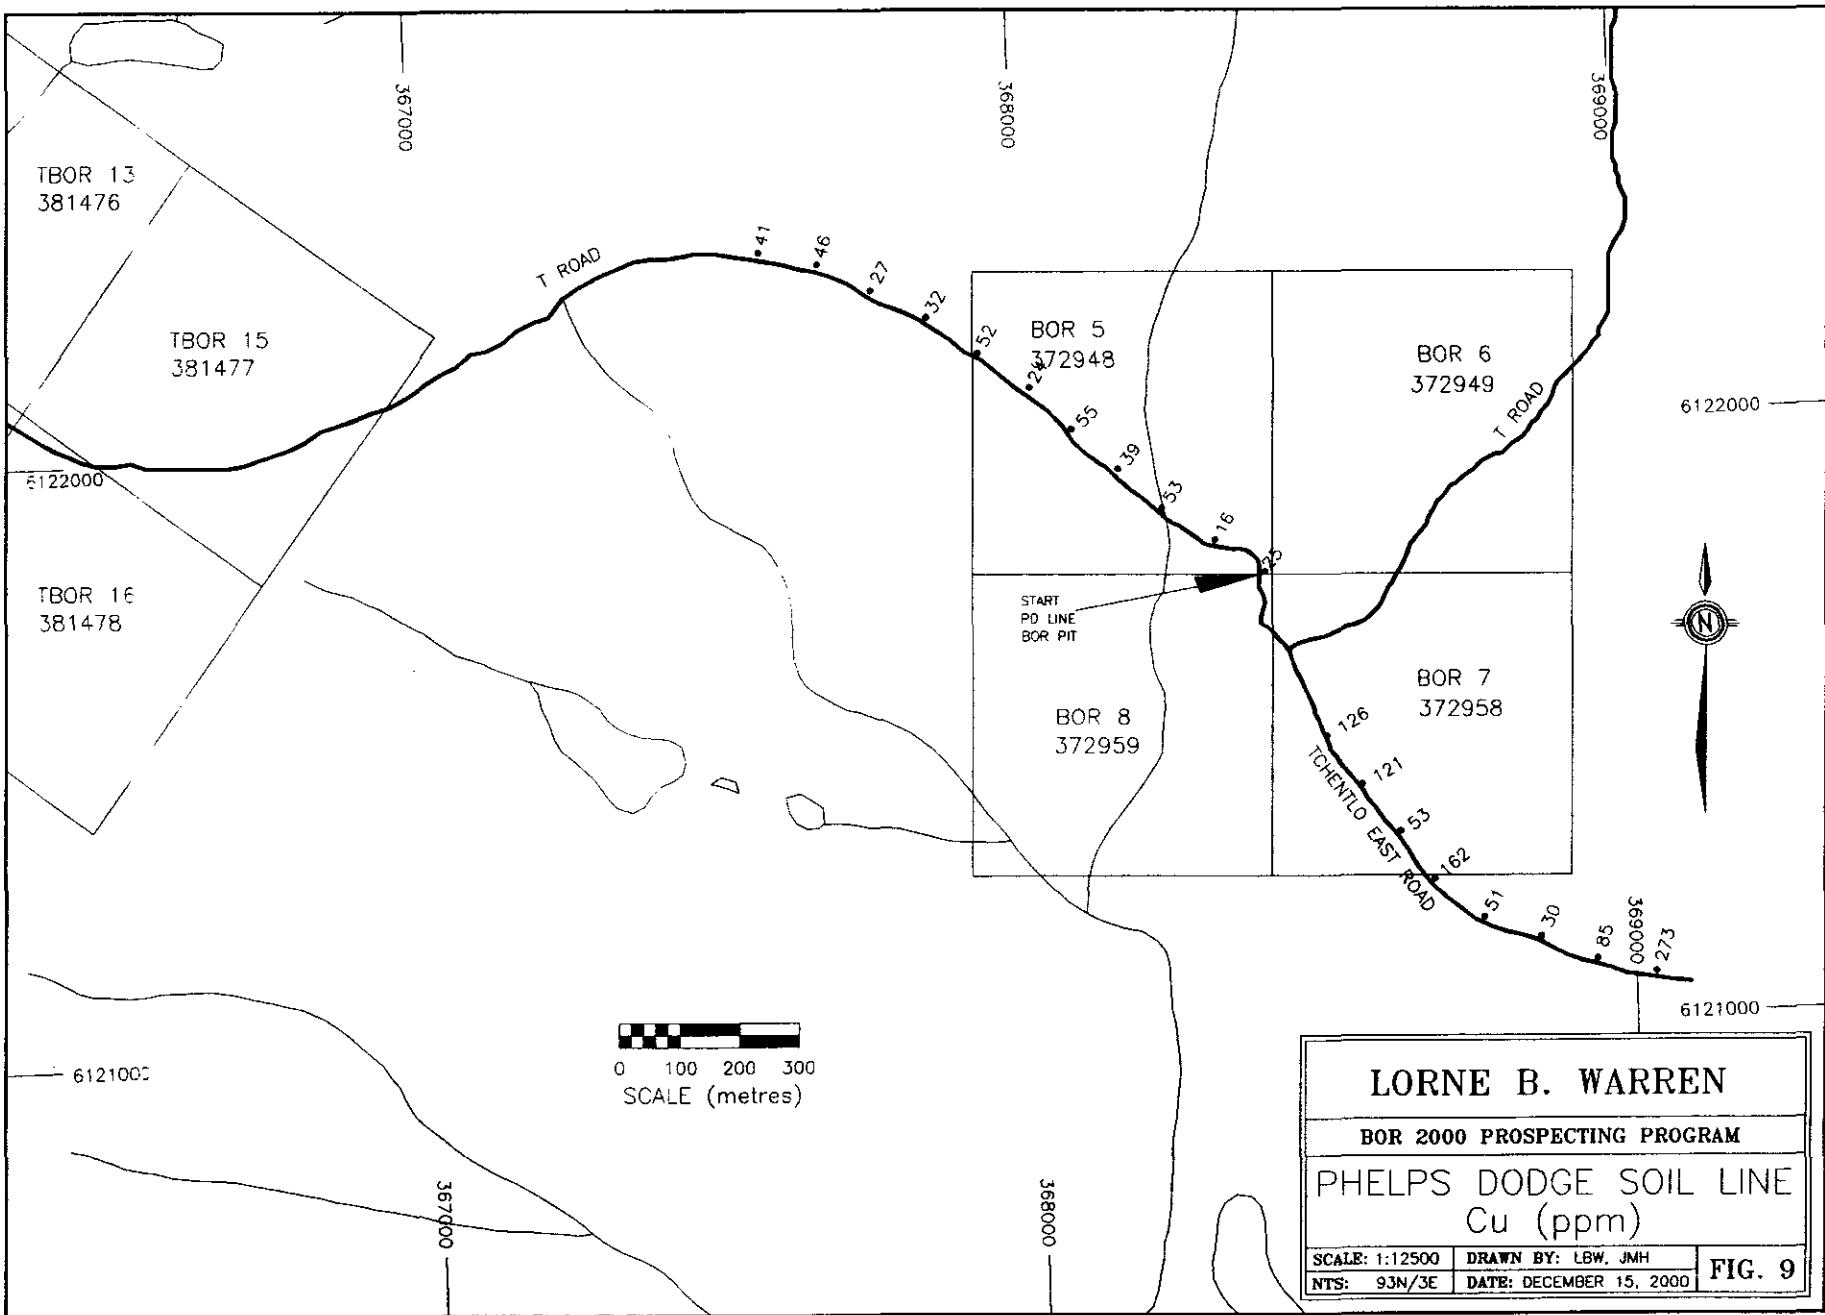 367000
368000
369000
TBOR 13
381476
T ROAD
41
46
27
32
52
24
55
39
53
16
25
TBOR 15
381477
BOR 5
372948
BOR 6
372949
T ROAD
6122000
6122000
TBOR 16
381478
START
PD LINE
BOR PIT
N
BOR 8
372959
BOR 7
372958
126
121
53
162
51
30
85
273
TCHENTLO EAST ROAD
369000
6121000
6121000
0 100 200 300
SCALE (metres)
367000
368000
LORNE B. WARREN
BOR 2000 PROSPECTING PROGRAM
PHELPS DODGE SOIL LINE
Cu (ppm)
SCALE: 1:12500 DRAWN BY: LBW, JMH
NTS: 93N/3E DATE: DECEMBER 15, 2000
FIG. 9